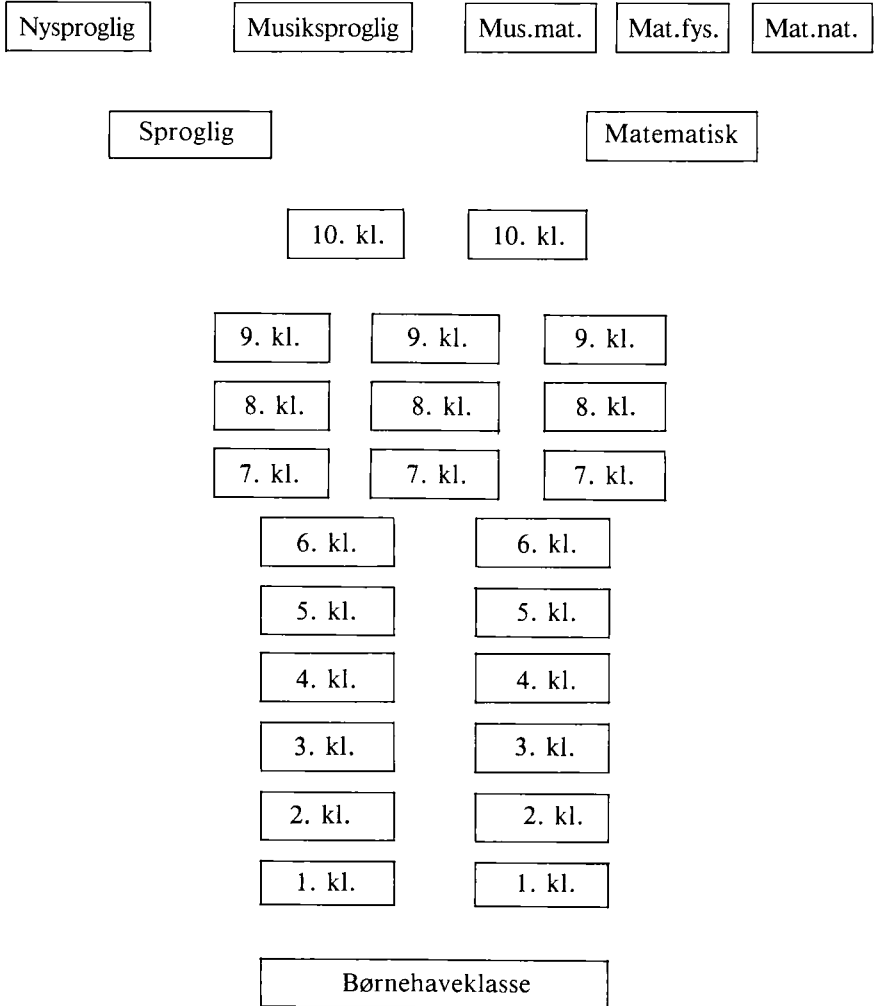 Nysproglig Musiksproglig Mus.mat. Mat.fys. Mat.nat.
Sproglig Matematisk
10. kl. 10. kl.
9. kl. 9. kl. 9. kl.
8. kl. 8. kl. 8. kl.
7. kl. 7. kl. 7. kl.
6. kl. 6. kl.
5. kl. 5. kl.
4. kl. 4. kl.
3. kl. 3. kl.
2. kl. 2. kl.
1. kl. 1. kl.
Børnehaveklasse